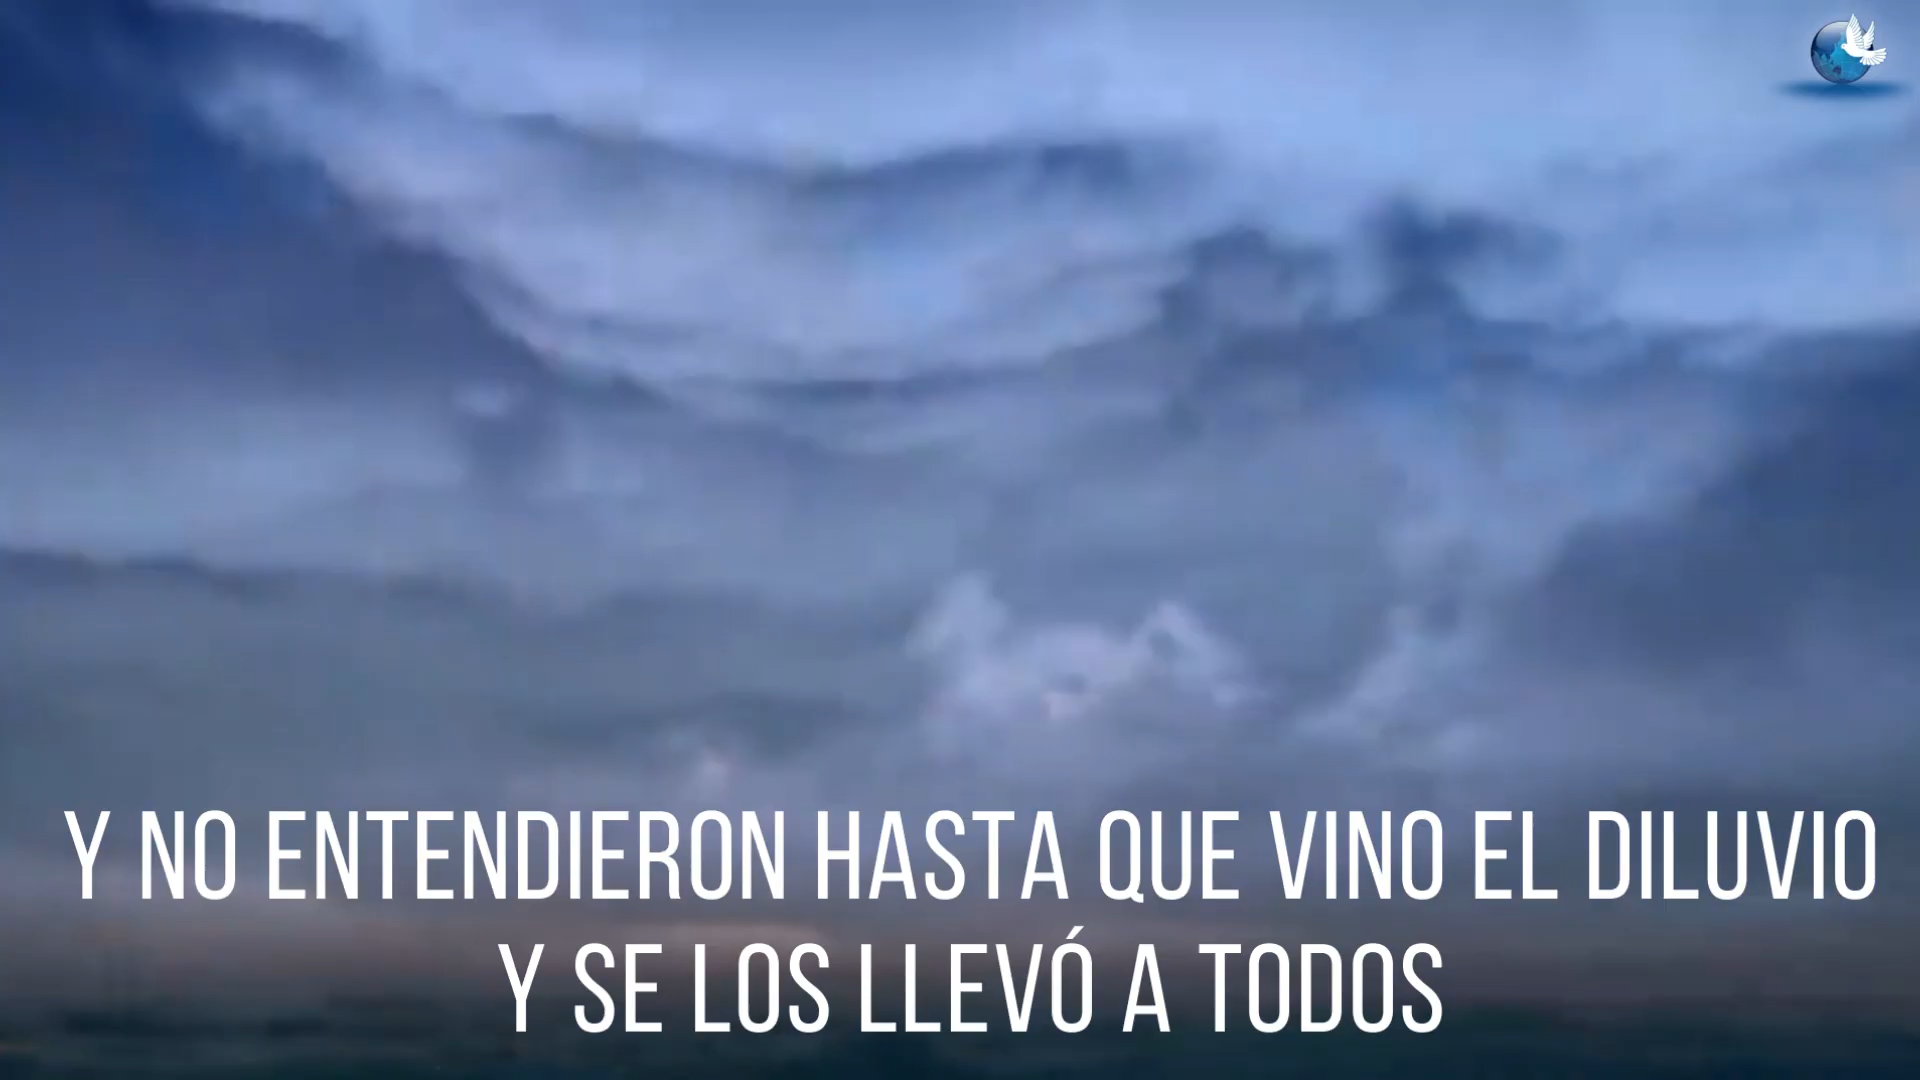 Y NO ENTENDIERON HASTA QUE VINO EL DILUVIO
Y SE LOS LLEVÓ A TODOS